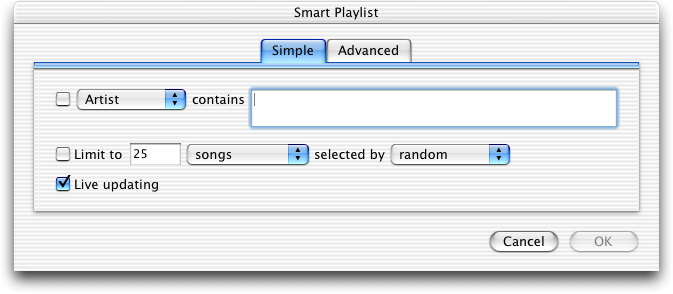 Smart Playlist
Simple Advanced
Artist contains
Limit to 25 songs selected by random
Live updating
Cancel OK